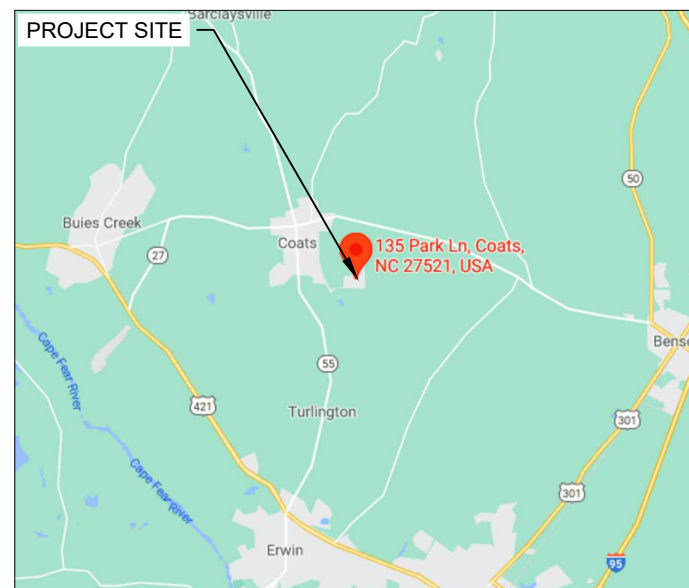 Barclaysville
PROJECT SITE
50
Buies Creek
Coats
135 Park Ln, Coats,
NC 27521, USA
27
Cape Fear
River
55
Bens
421
Turlington
301
Cape Fear
River
301
Erwin
95